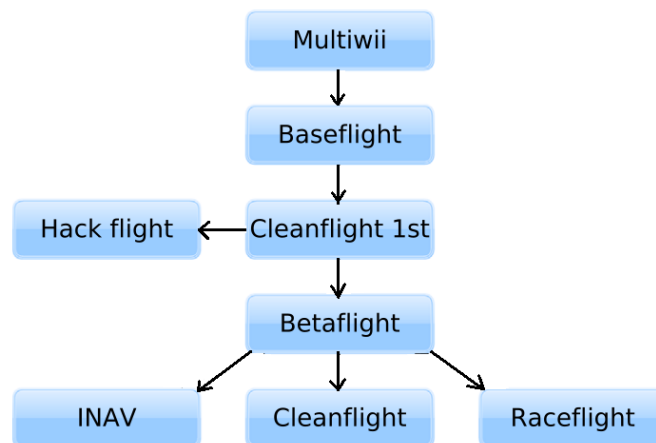 Multiwii
Baseflight
Hack flight
Cleanflight 1st
Betaflight
INAV
Cleanflight
Raceflight